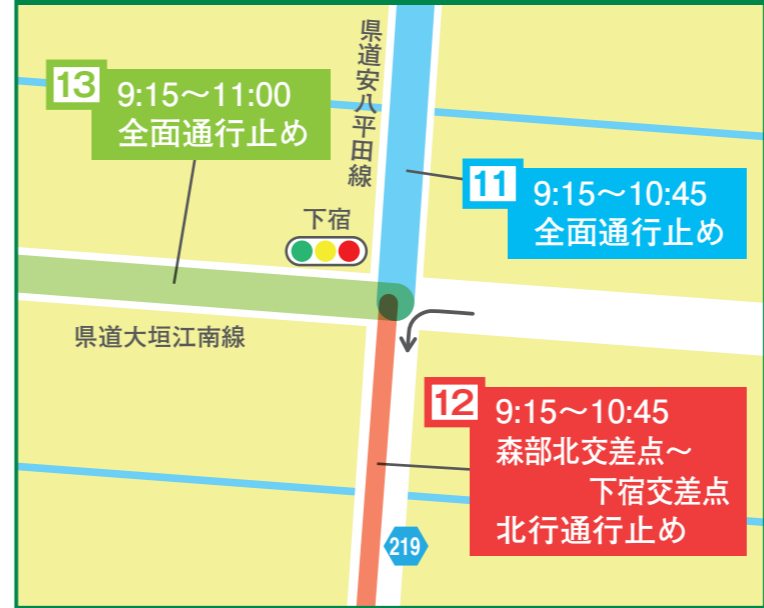 県道安八平田線
13
9:15〜11:00
全面通行止め
11
9:15〜10:45
全面通行止め
下宿
県道大垣江南線
12
9:15〜10:45
森部北交差点〜
下宿交差点
北行通行止め
219